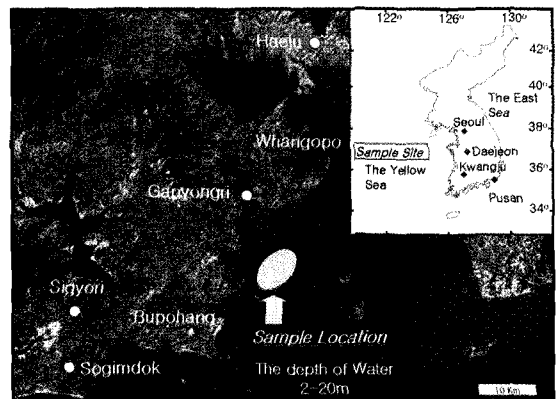 Haeju
Whangopo
Gapyongri
Sigyori
Bupohang
Sogimdok
Sample Location
The depth of Water
2~20m
10 Km
122° 126° 130°
42°
40°
38°
36°
34°
The East
Sea
Seoul
Sample Site
Daejeon
The Yellow
Sea
Kwangju
Pusan